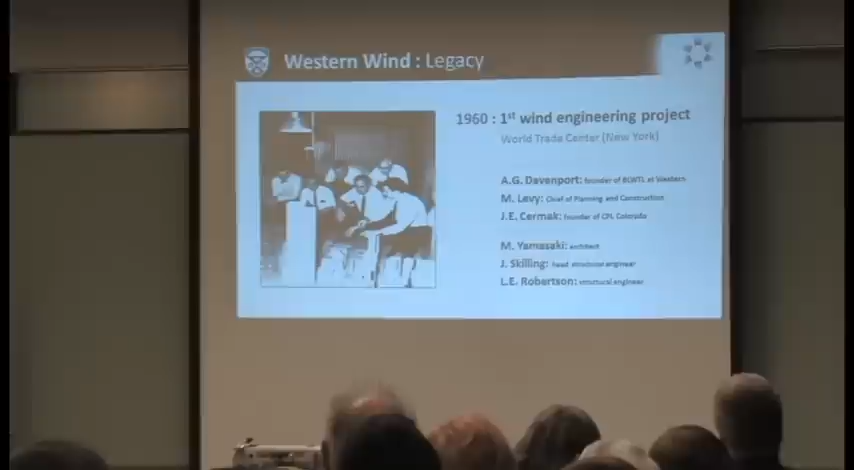 Western Wind : Legacy
1960 : 1st wind engineering project
World Trade Center (New York)
A.G. Davenport: founder of BLWTL at Western
M. Levy: Chief of Planning and Construction
J.E. Cermak: founder of CPL Colorado
M. Yamasaki: architect
J. Skilling: head structural engineer
L.E. Robertson: structural engineer